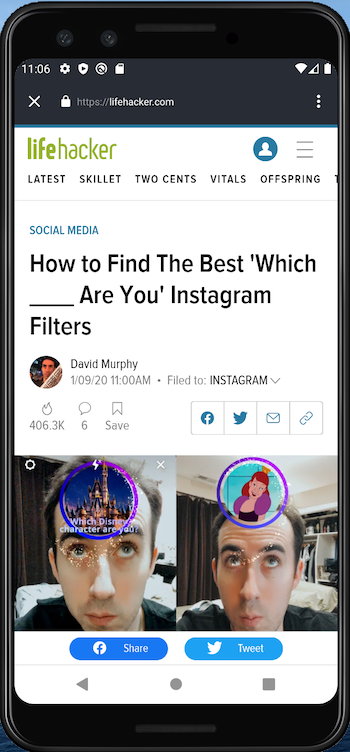 11:06
https://lifehacker.com
lifehacker
LATEST SKILLET TWO CENTS VITALS OFFSPRING
SOCIAL MEDIA
How to Find The Best 'Which
____ Are You' Instagram
Filters
David Murphy
1/09/20 11:00AM • Filed to: INSTAGRAM
406.3K 6 Save
Which Disney
character are you?
Share Tweet